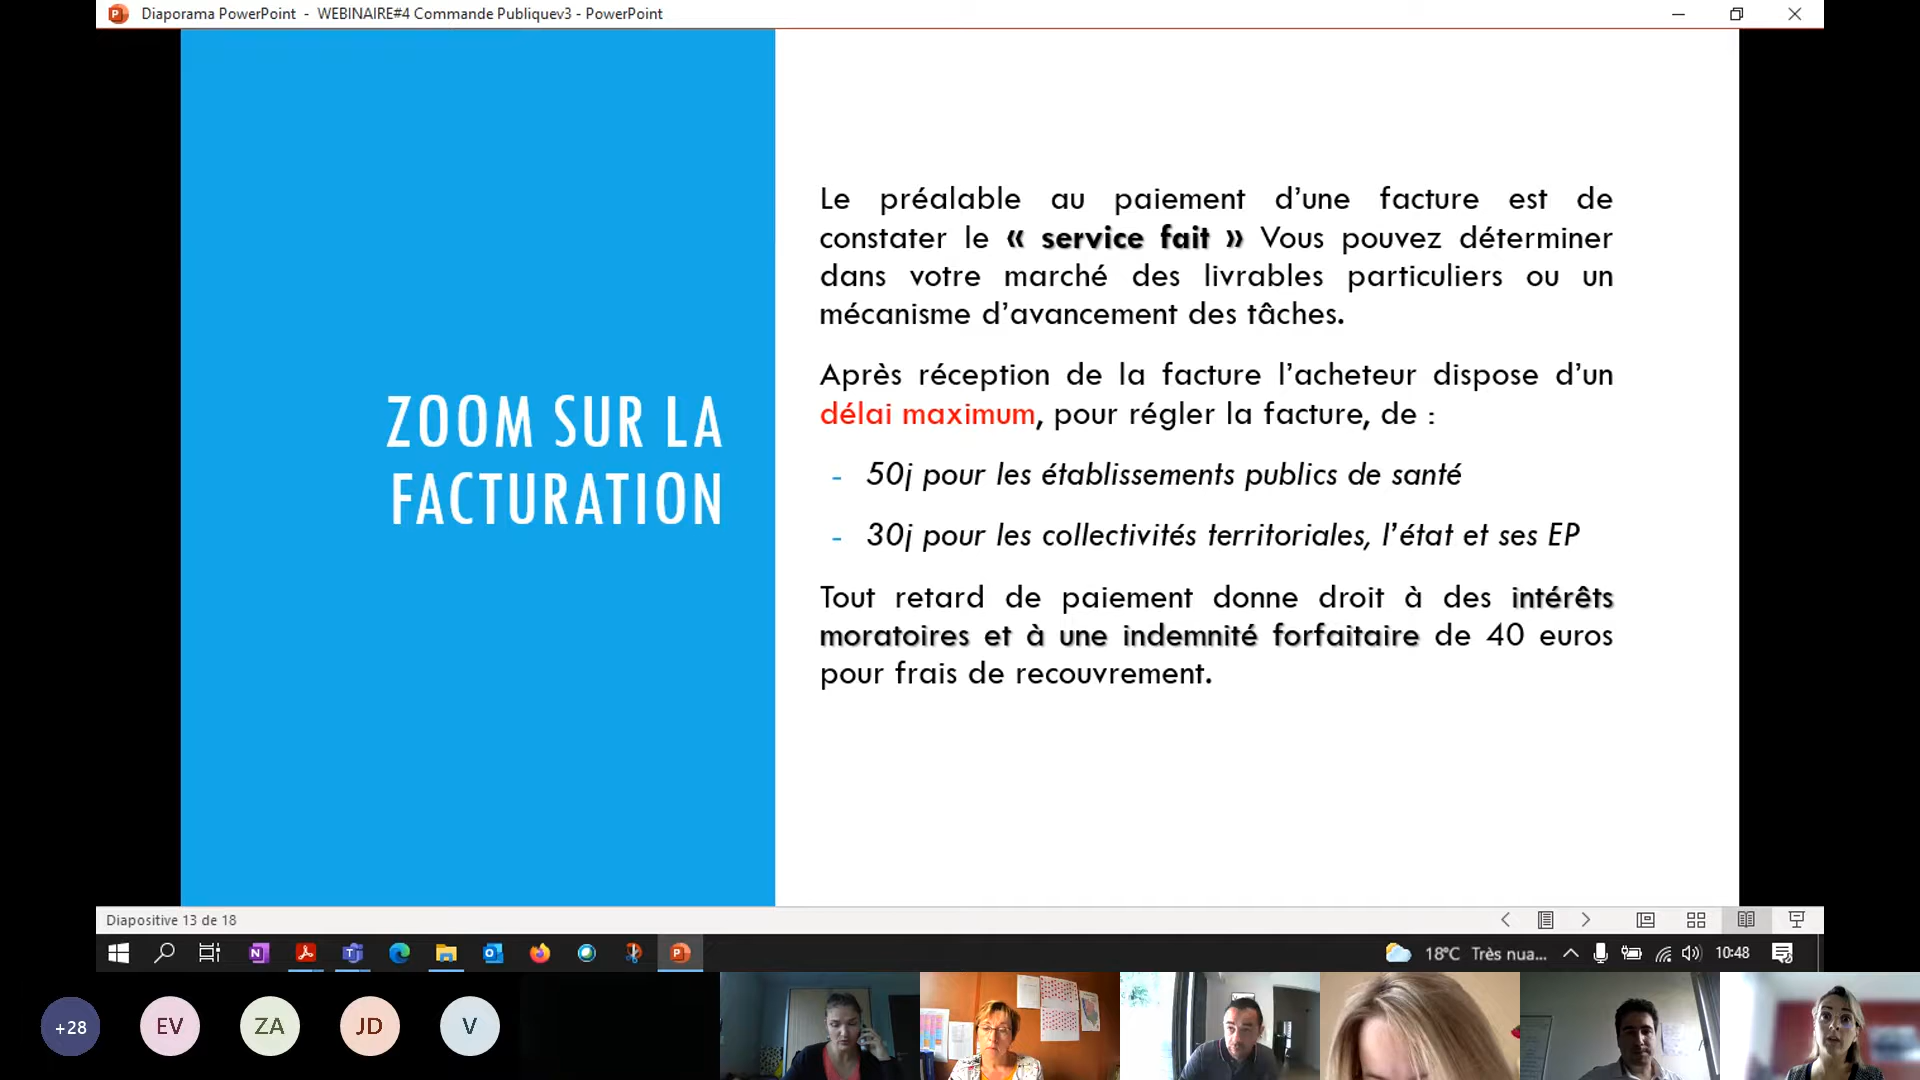 Diaporama PowerPoint - WEBINAIRE#4 Commande Publiquev3 - PowerPoint
ZOOM SUR LA
FACTURATION
Le préalable au paiement d’une facture est de
constater le « service fait » Vous pouvez déterminer
dans votre marché des livrables particuliers ou un
mécanisme d’avancement des tâches.
Après réception de la facture l’acheteur dispose d’un
délai maximum, pour régler la facture, de :
- 50j pour les établissements publics de santé
- 30j pour les collectivités territoriales, l’état et ses EP
Tout retard de paiement donne droit à des intérêts
moratoires et à une indemnité forfaitaire de 40 euros
pour frais de recouvrement.
Diapositive 13 de 18
18°C Très nua... 10:48
+28 EV ZA JD V